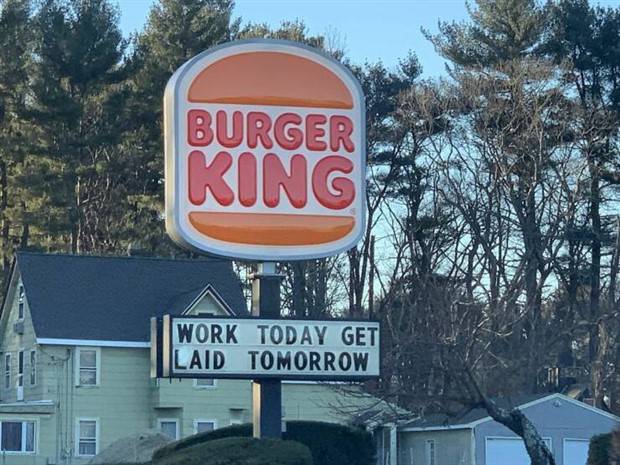 BURGER
KING
WORK TODAY GET
LAID TOMORROW